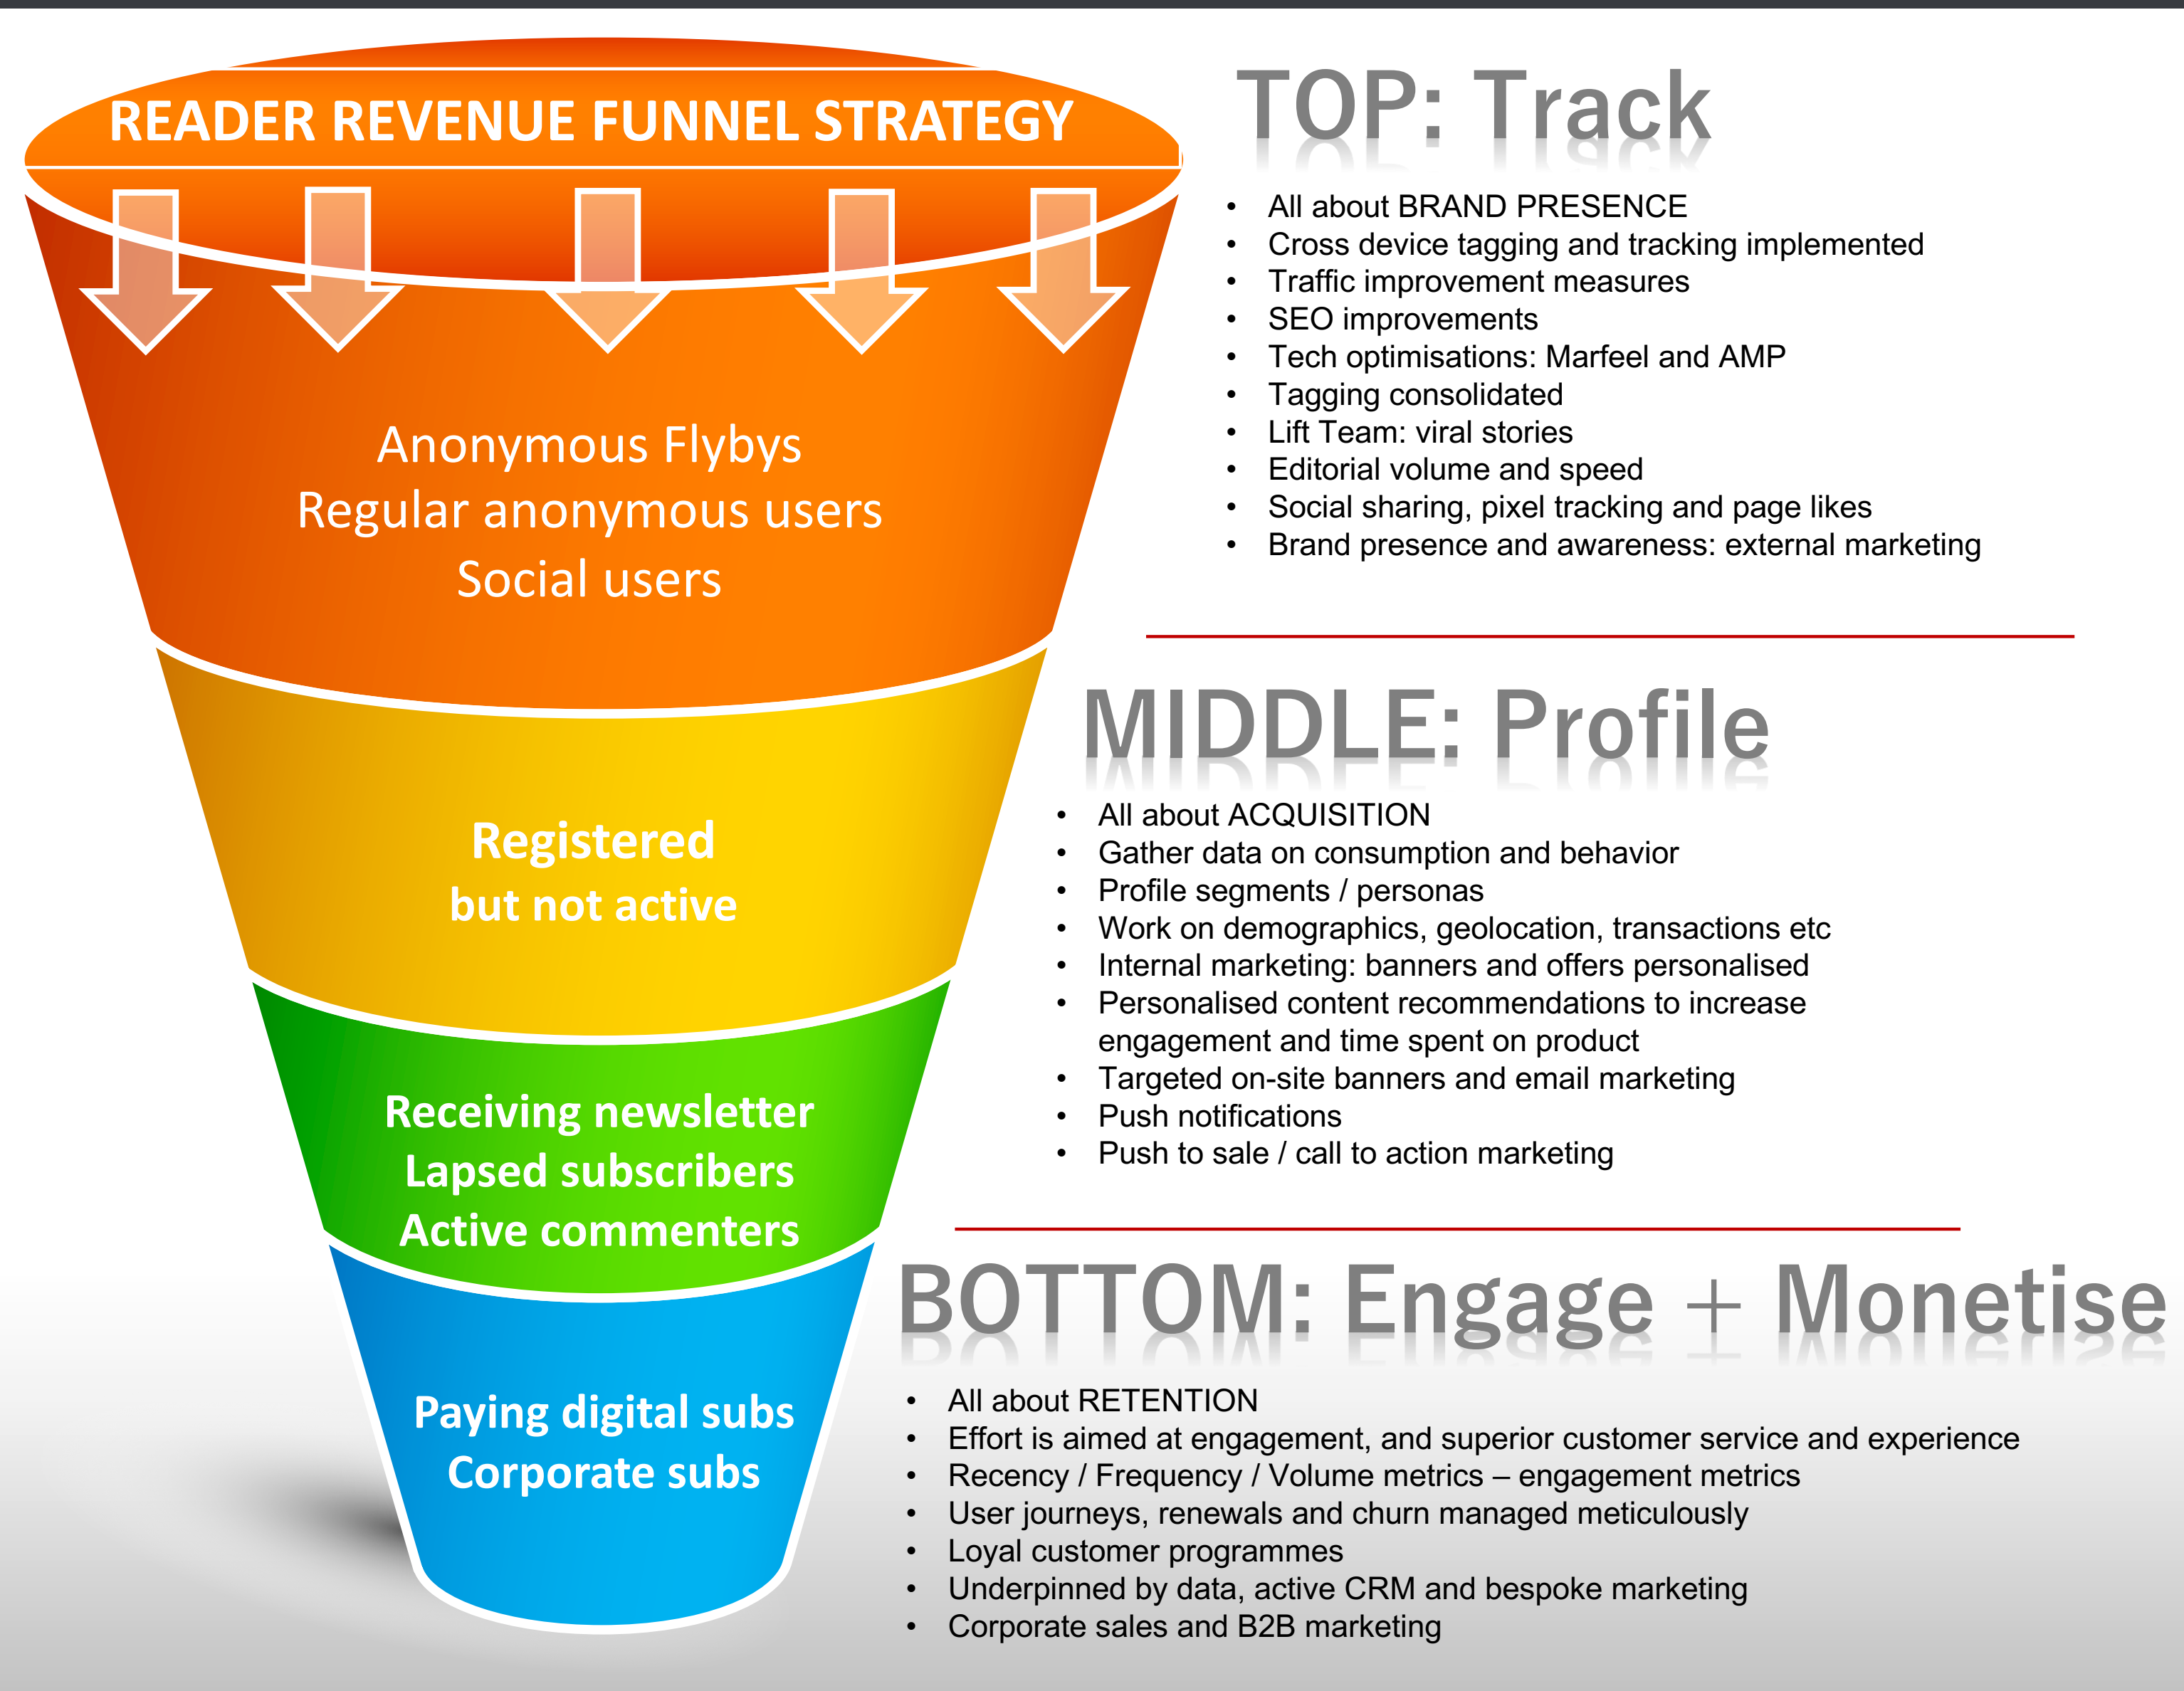 READER REVENUE FUNNEL STRATEGY
Anonymous Flybys
Regular anonymous users
Social users
Registered
but not active
Receiving newsletter
Lapsed subscribers
Active commenters
Paying digital subs
Corporate subs
TOP: Track
• All about BRAND PRESENCE
• Cross device tagging and tracking implemented
• Traffic improvement measures
• SEO improvements
• Tech optimisations: Marfeel and AMP
• Tagging consolidated
• Lift Team: viral stories
• Editorial volume and speed
• Social sharing, pixel tracking and page likes
• Brand presence and awareness: external marketing
MIDDLE: Profile
• All about ACQUISITION
• Gather data on consumption and behavior
• Profile segments / personas
• Work on demographics, geolocation, transactions etc
• Internal marketing: banners and offers personalised
• Personalised content recommendations to increase
engagement and time spent on product
• Targeted on-site banners and email marketing
• Push notifications
• Push to sale / call to action marketing
BOTTOM: Engage + Monetise
• All about RETENTION
• Effort is aimed at engagement, and superior customer service and experience
• Recency / Frequency / Volume metrics – engagement metrics
• User journeys, renewals and churn managed meticulously
• Loyal customer programmes
• Underpinned by data, active CRM and bespoke marketing
• Corporate sales and B2B marketing